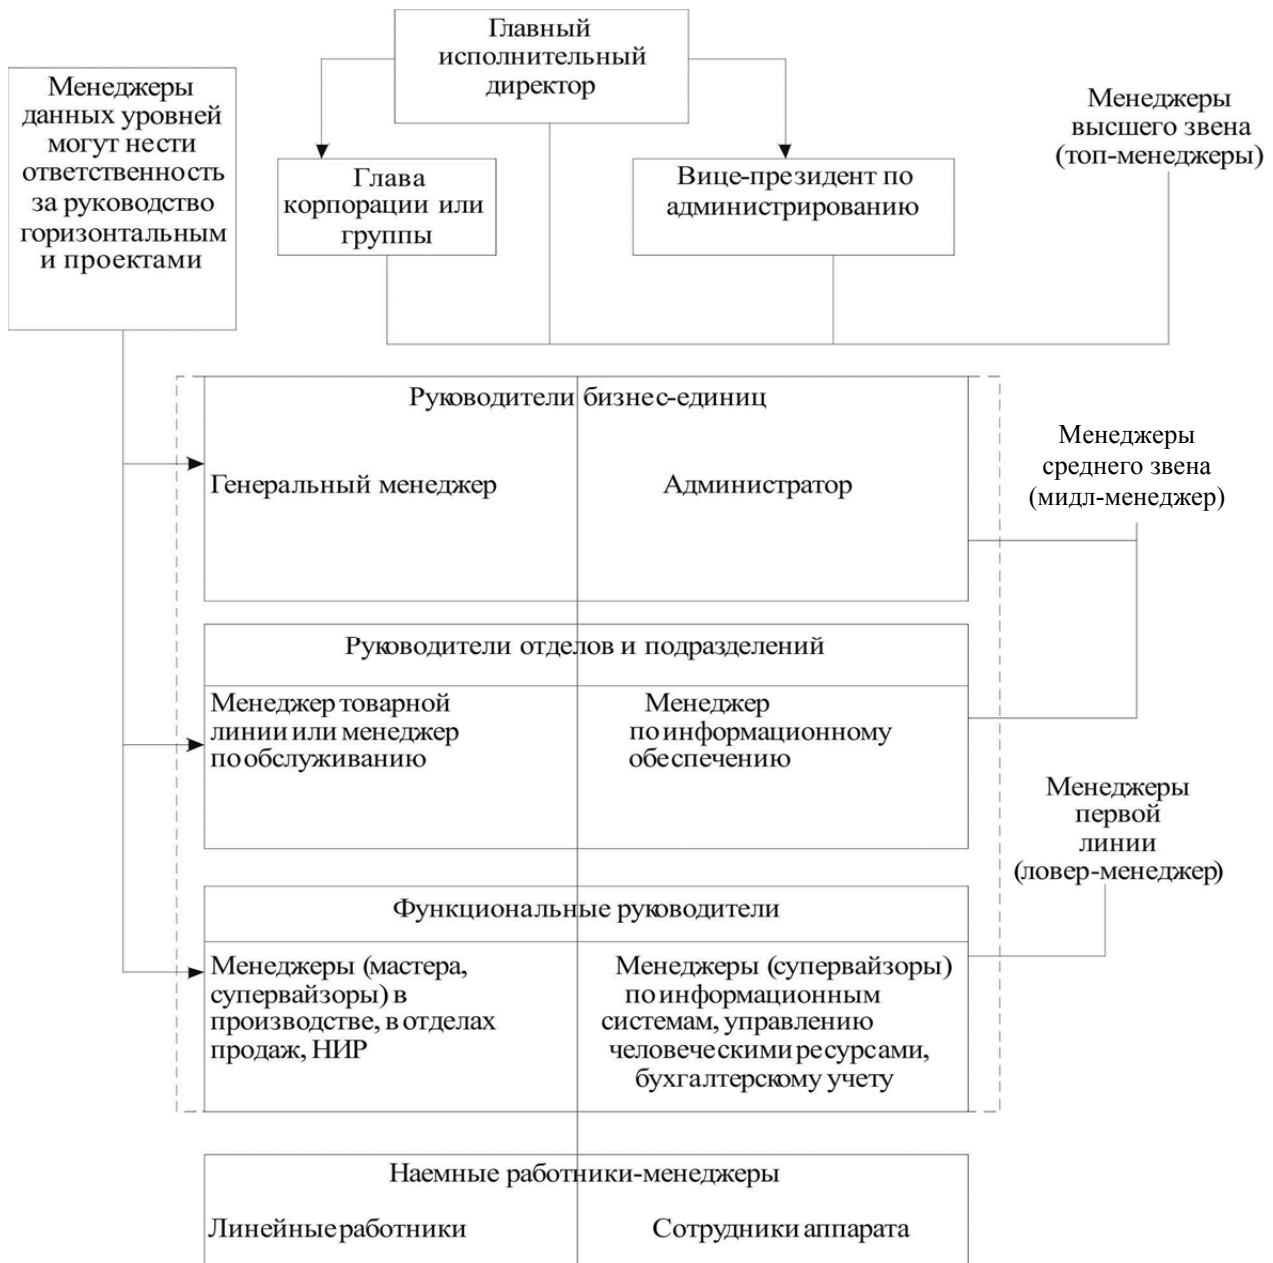 Главный
исполнительный
директор
Менеджеры
данных уровней
могут нести
ответственность
за руководство
горизонтальным
и проектами
Менеджеры
высшего звена
(топ-менеджеры)
Глава
корпорации или
группы
Вице-президент по
администрированию
Руководители бизнес-единиц
Генеральный менеджер
Администратор
Менеджеры
среднего звена
(мидл-менеджер)
Руководители отделов и подразделений
Менеджер товарной
линии или менеджер
по обслуживанию
Менеджер
по информационному
обеспечению
Менеджеры
первой
линии
(ловер-менеджер)
Функциональные руководители
Менеджеры (мастера,
супервайзоры) в
производстве, в отделах
продаж, НИР
Менеджеры (супервайзоры)
по информационным
системам, управлению
человеческими ресурсами,
бухгалтерскому учету
Наемные работники-менеджеры
Линейные работники
Сотрудники аппарата